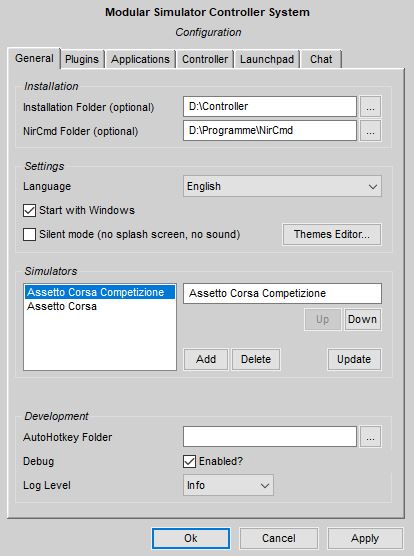 Modular Simulator Controller System
Configuration
General Plugins Applications Controller Launchpad Chat
Installation
Installation Folder (optional) D:\Controller ...
NirCmd Folder (optional) D:\Programme\NirCmd ...
Settings
Language English
Start with Windows
Silent mode (no splash screen, no sound) Themes Editor...
Simulators
Assetto Corsa Competizione Assetto Corsa Competizione
Assetto Corsa
Up Down
Add Delete Update
Development
AutoHotkey Folder ...
Debug Enabled?
Log Level Info
Ok Cancel Apply